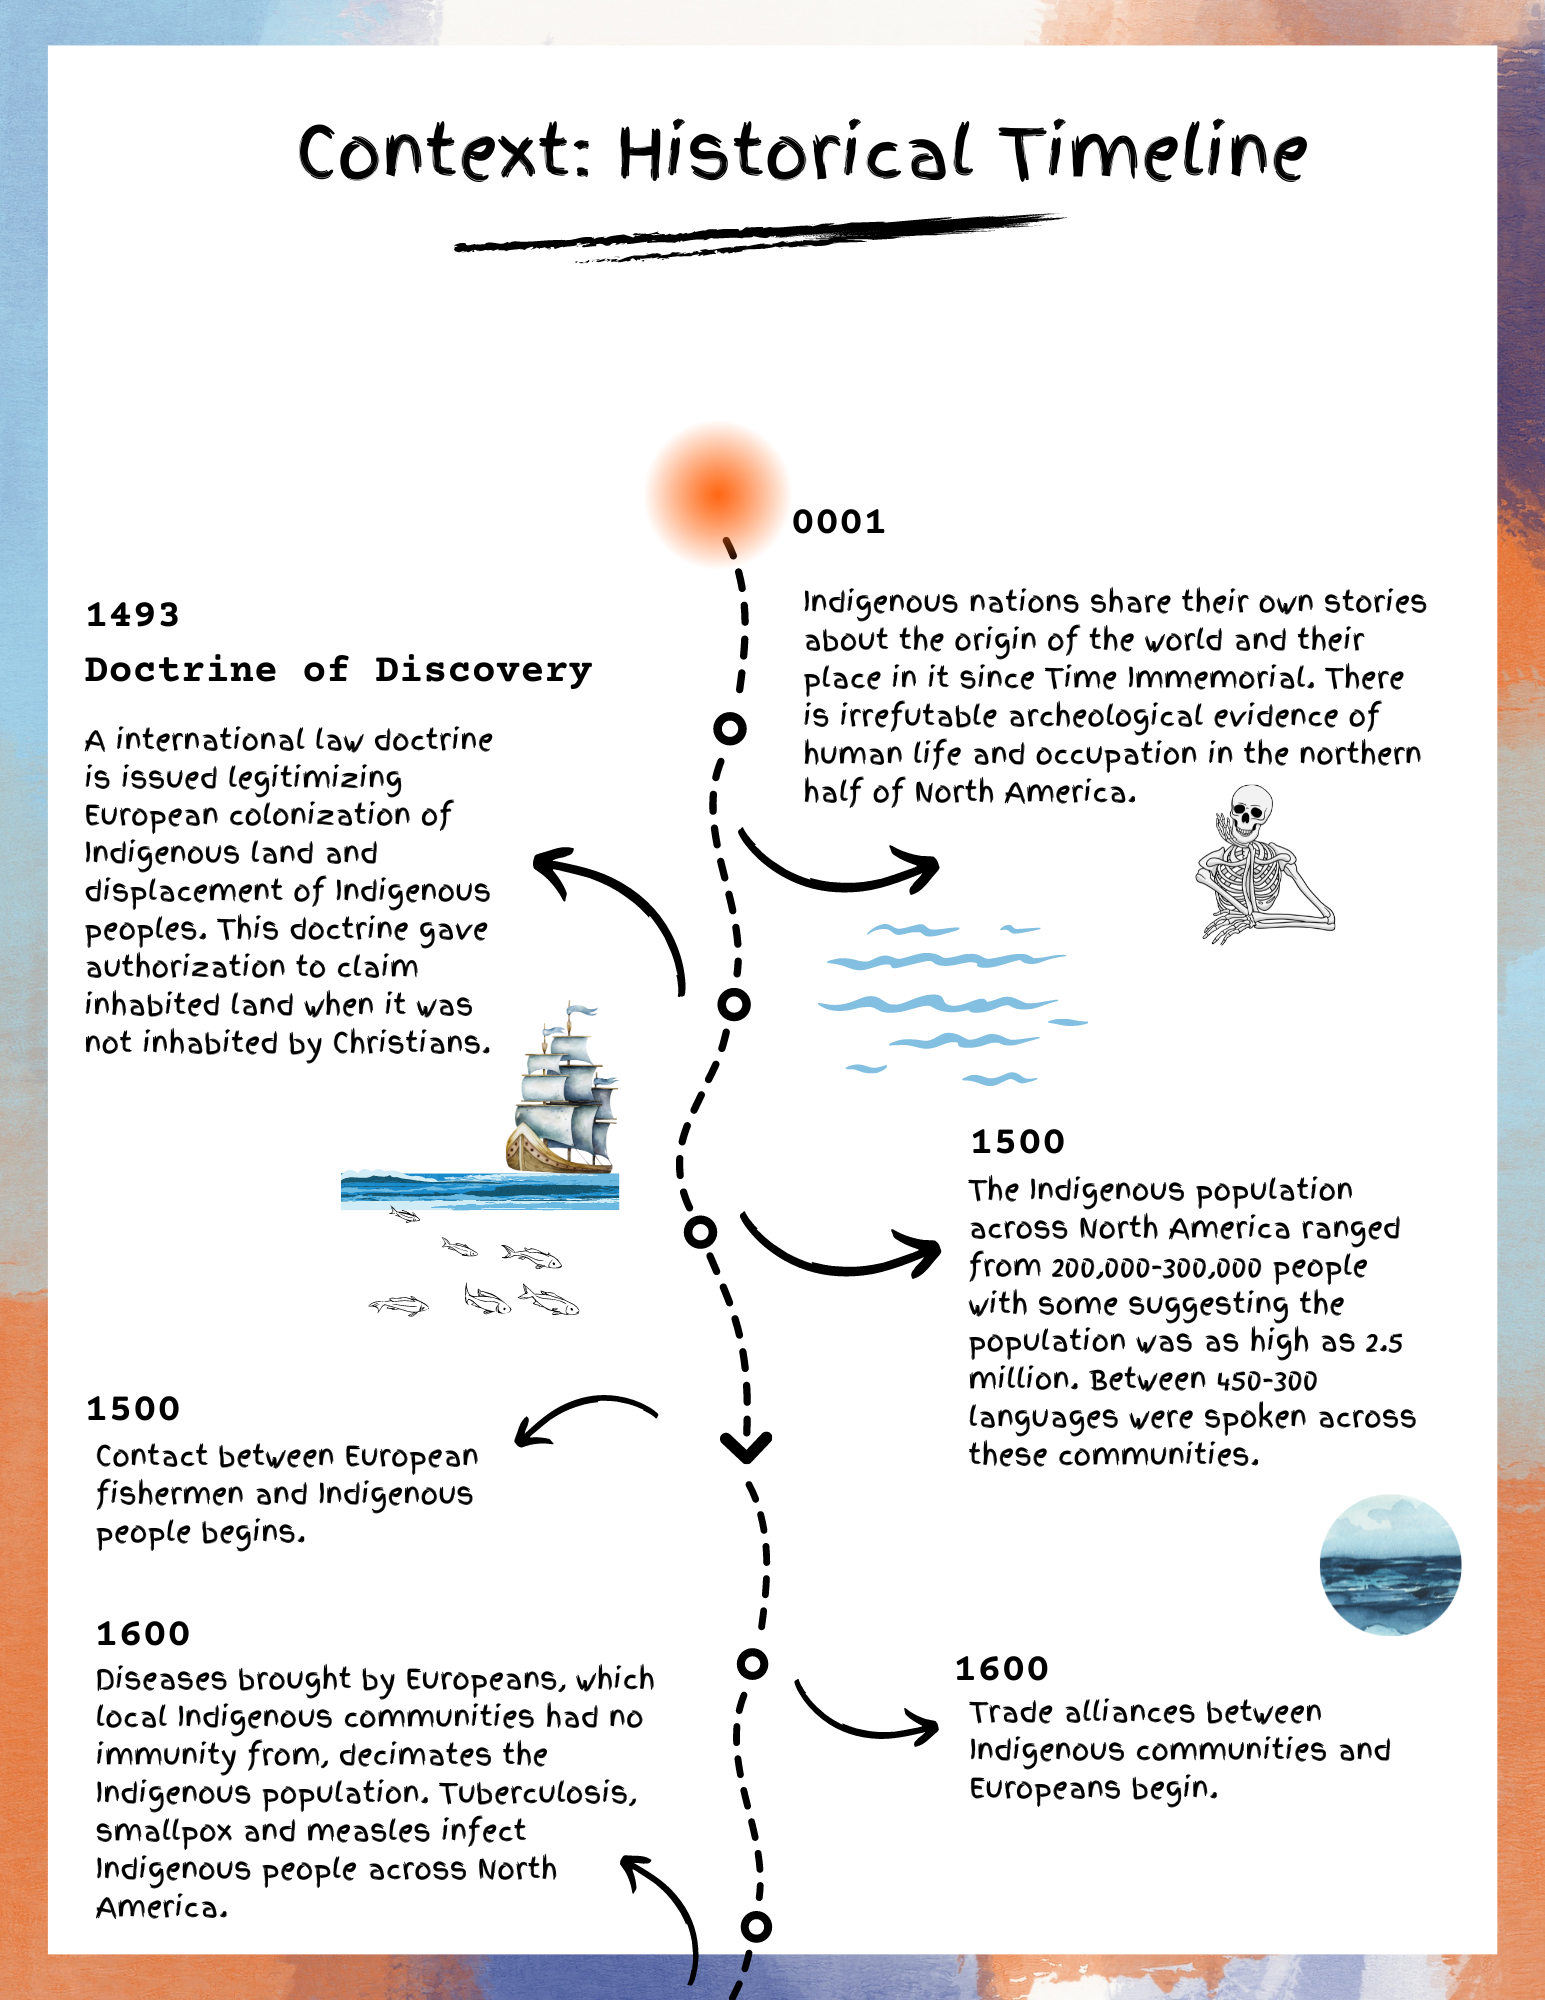 Context: Historical Timeline
0001
Indigenous nations share their own stories
about the origin of the world and their
place in it since Time Immemorial. There
is irrefutable archeological evidence of
human life and occupation in the northern
half of North America.
1493
Doctrine of Discovery
A international law doctrine
is issued legitimizing
European colonization of
Indigenous land and
displacement of Indigenous
peoples. This doctrine gave
authorization to claim
inhabited land when it was
not inhabited by Christians.
1500
The Indigenous population
across North America ranged
from 200,000-300,000 people
with some suggesting the
population was as high as 2.5
million. Between 450-300
languages were spoken across
these communities.
1500
Contact between European
fishermen and Indigenous
people begins.
1600
Diseases brought by Europeans, which
local Indigenous communities had no
immunity from, decimates the
Indigenous population. Tuberculosis,
smallpox and measles infect
Indigenous people across North
America.
1600
Trade alliances between
Indigenous communities and
Europeans begin.